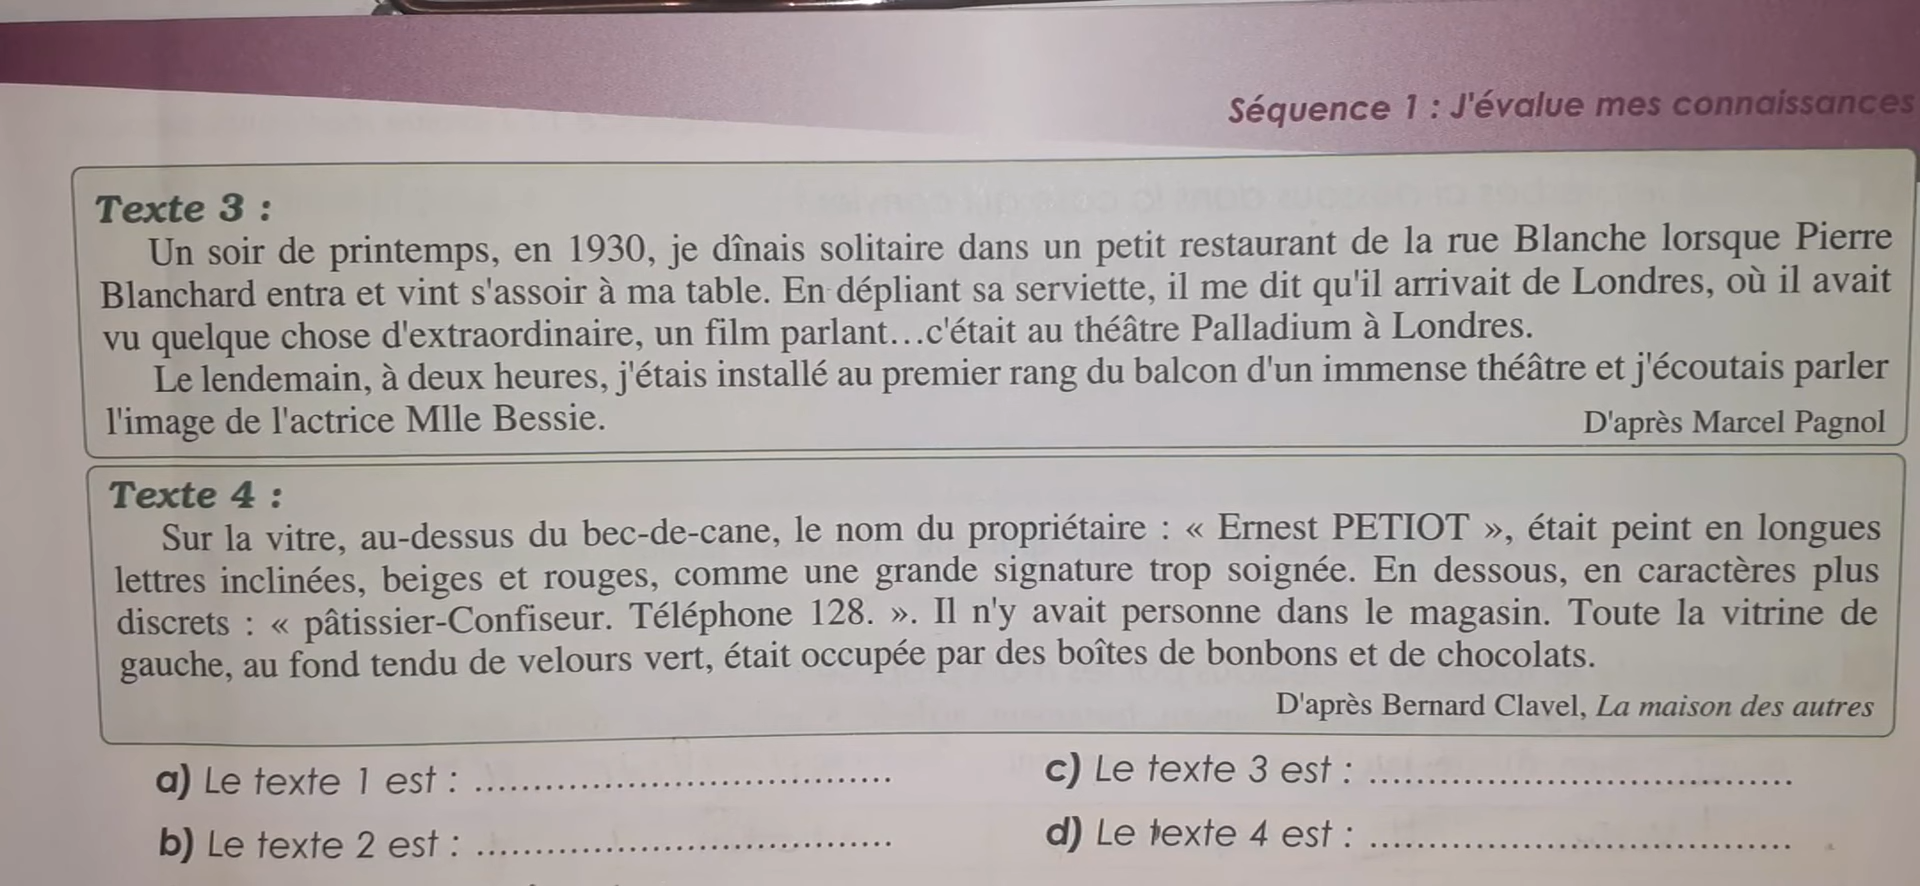 Séquence 1 : J'évalue mes connaissances
Texte 3 :
Un soir de printemps, en 1930, je dînais solitaire dans un petit restaurant de la rue Blanche lorsque Pierre
Blanchard entra et vint s'assoir à ma table. En dépliant sa serviette, il me dit qu'il arrivait de Londres, où il avait
vu quelque chose d'extraordinaire, un film parlant...c'était au théâtre Palladium à Londres.
Le lendemain, à deux heures, j'étais installé au premier rang du balcon d'un immense théâtre et j'écoutais parler
l'image de l'actrice Mlle Bessie.
D'après Marcel Pagnol
Texte 4 :
Sur la vitre, au-dessus du bec-de-cane, le nom du propriétaire : « Ernest PETIOT », était peint en longues
lettres inclinées, beiges et rouges, comme une grande signature trop soignée. En dessous, en caractères plus
discrets : « pâtissier-Confiseur. Téléphone 128. ». Il n'y avait personne dans le magasin. Toute la vitrine de
gauche, au fond tendu de velours vert, était occupée par des boîtes de bonbons et de chocolats.
D'après Bernard Clavel, La maison des autres
a) Le texte 1 est : ....................................
c) Le texte 3 est : ....................................
b) Le texte 2 est : ....................................
d) Le texte 4 est : ....................................